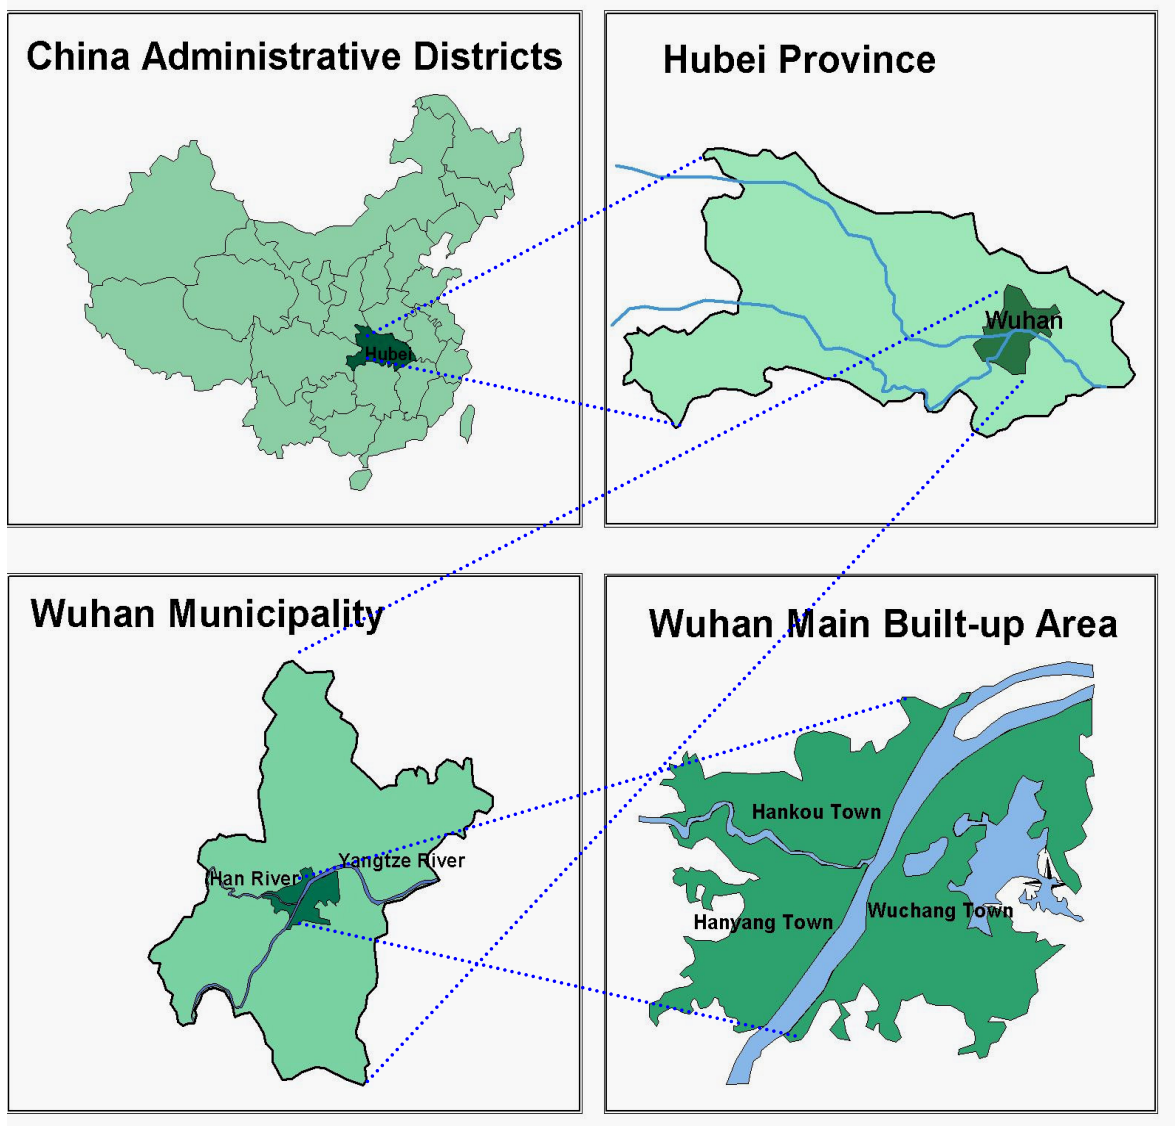 China Administrative Districts
Hubei
Hubei Province
Wuhan
Wuhan Municipality
Yangtze River
Han River
Wuhan Main Built-up Area
Hankou Town
Wuchang Town
Hanyang Town